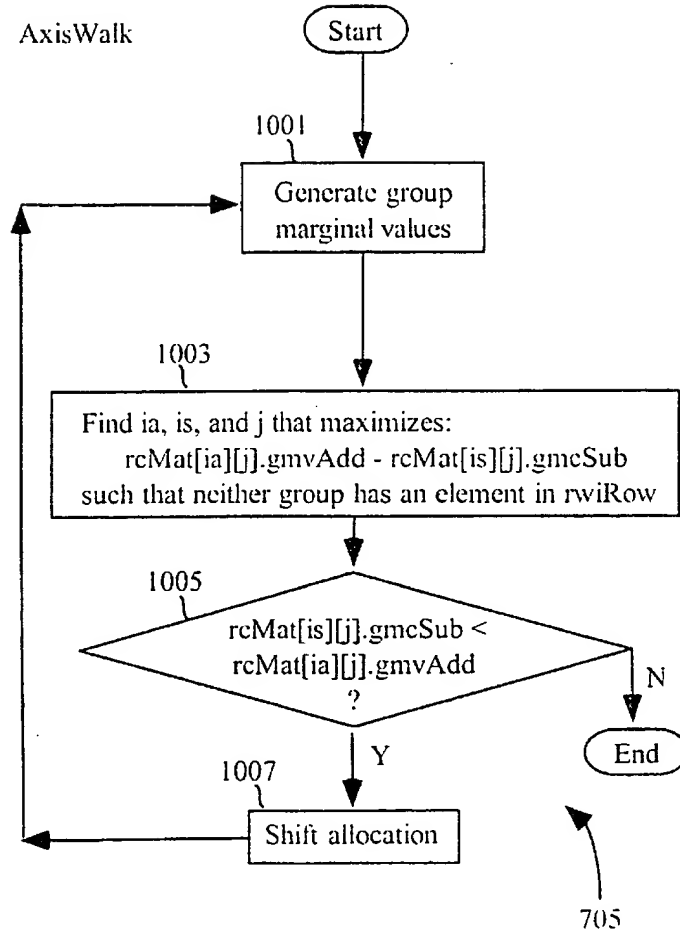 AxisWalk
Start
1001
Generate group
marginal values
1003
Find ia, is, and j that maximizes:
rcMat[ia][j].gmvAdd - rcMat[is][j].gmcSub
such that neither group has an element in rwiRow
1005
rcMat[is][j].gmcSub <
rcMat[ia][j].gmvAdd
?
N
End
Y
1007
Shift allocation
705